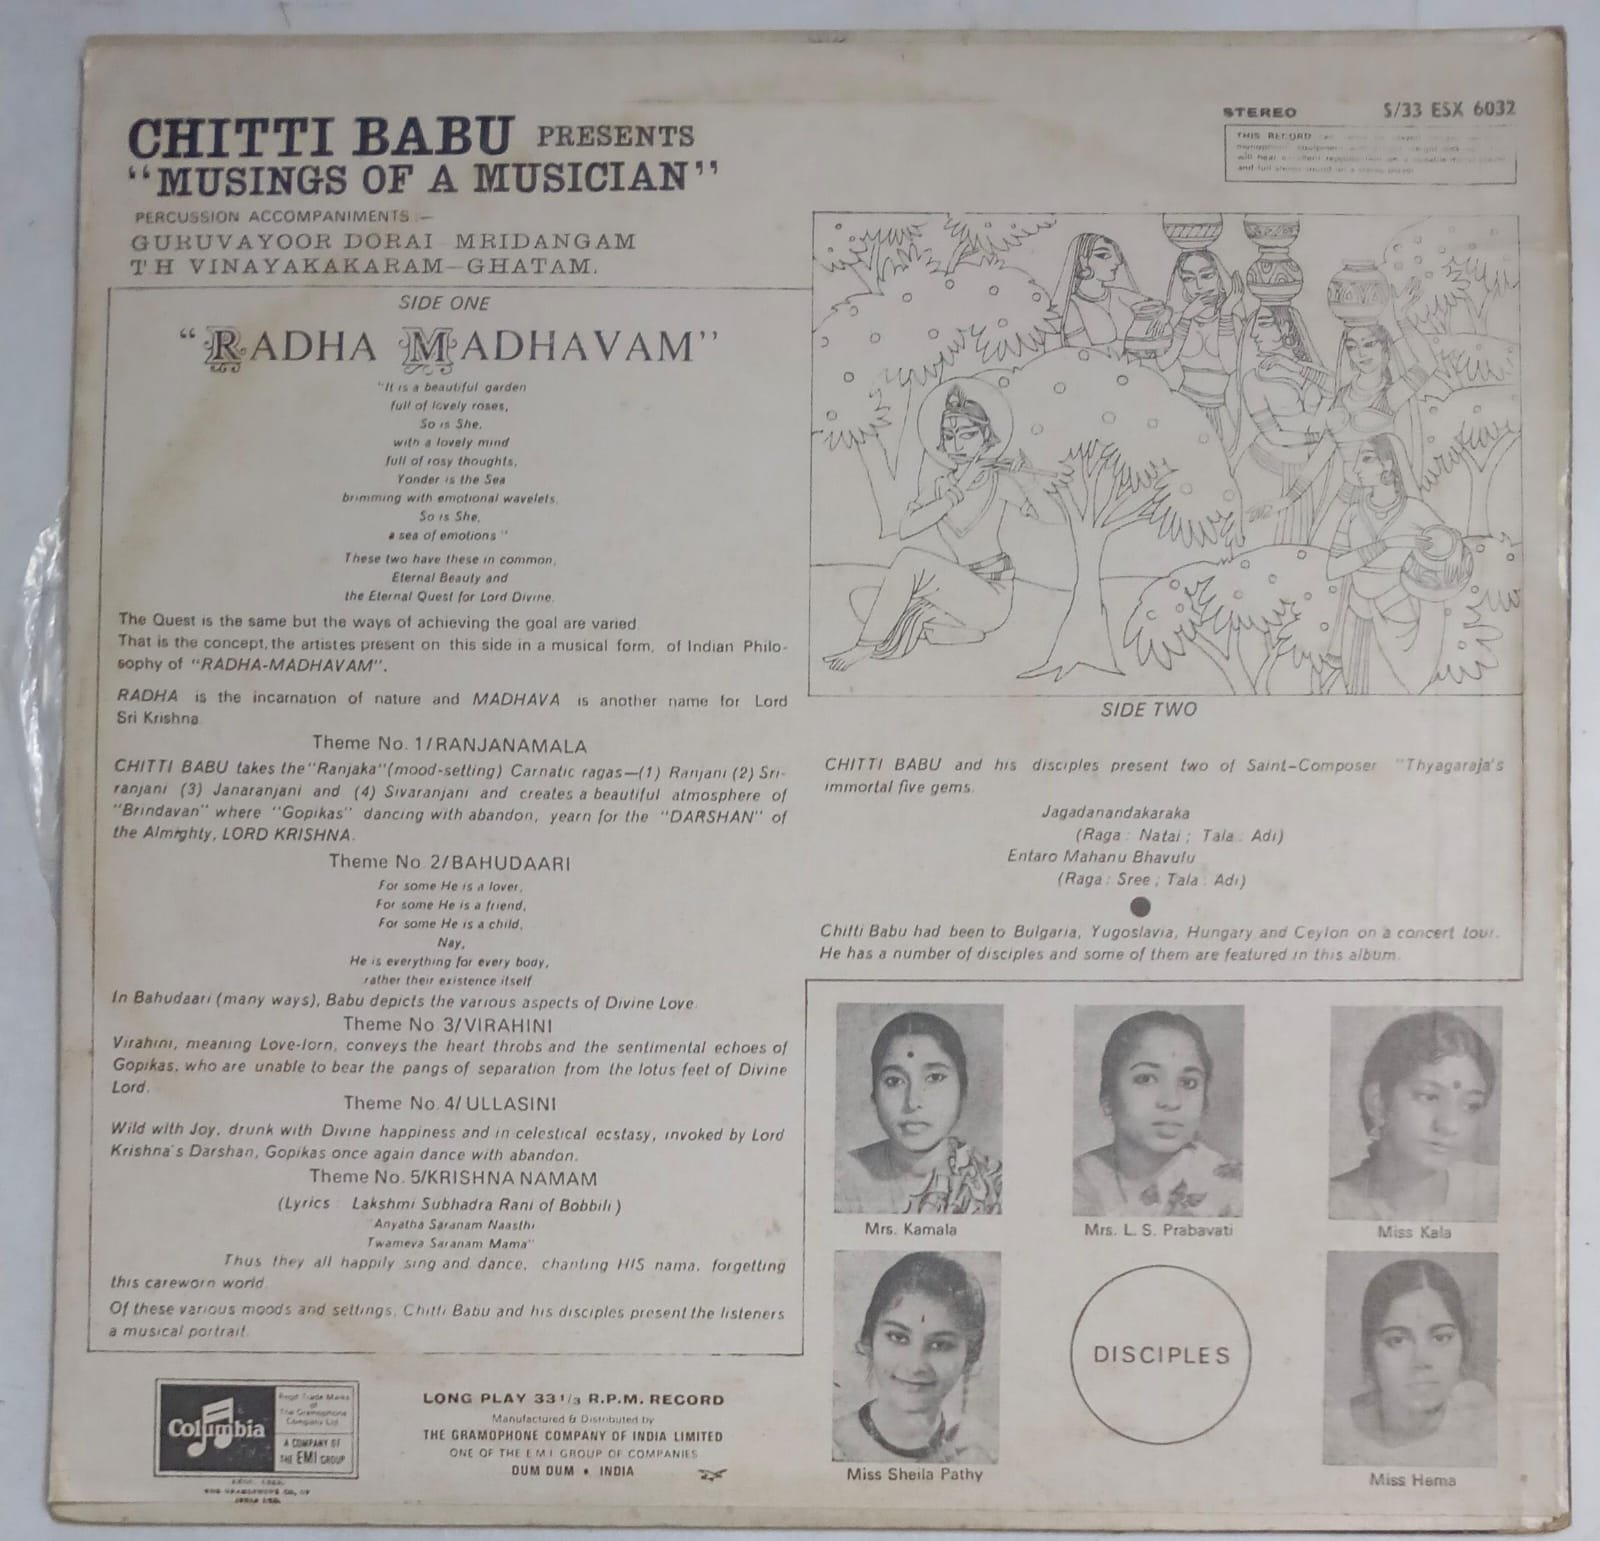 CHITTI BABU PRESENTS
"MUSINGS OF A MUSICIAN"
PERCUSSION ACCOMPANIMENTS :—
GURUVAYOOR DORAI MRIDANGAM
T H VINAYAKAKARAM—GHATAM.
STEREO S/33 ESX 6032
THIS RECORD
SIDE ONE
"RADHA MADHAVAM"
"It is a beautiful garden
full of lovely roses,
So is She,
with a lovely mind
full of rosy thoughts,
Yonder is the Sea
brimming with emotional wavelets,
So is She,
a sea of emotions"
These two have these in common,
Eternal Beauty and
the Eternal Quest for Lord Divine.
The Quest is the same but the ways of achieving the goal are varied.
That is the concept, the artistes present on this side in a musical form, of Indian Philo-
sophy of "RADHA-MADHAVAM".
RADHA is the incarnation of nature and MADHAVA is another name for Lord
Sri Krishna.
Theme No. 1/RANJANAMALA
CHITTI BABU takes the "Ranjaka" (mood-setting) Carnatic ragas—(1) Ranjani (2) Sri-
ranjani (3) Janaranjani and (4) Sivaranjani and creates a beautiful atmosphere of
"Brindavan" where "Gopikas" dancing with abandon, yearn for the "DARSHAN" of
the Almighty, LORD KRISHNA.
Theme No. 2/BAHUDAARI
For some He is a lover,
For some He is a friend,
For some He is a child,
Nay,
He is everything for every body,
rather their existence itself
In Bahudaari (many ways), Babu depicts the various aspects of Divine Love.
Theme No. 3/VIRAHINI
Virahini, meaning Love-lorn, conveys the heart throbs and the sentimental echoes of
Gopikas, who are unable to bear the pangs of separation from the lotus feet of Divine
Lord.
Theme No. 4/ULLASINI
Wild with Joy, drunk with Divine happiness and in celestical ecstasy, invoked by Lord
Krishna's Darshan, Gopikas once again dance with abandon.
Theme No. 5/KRISHNA NAMAM
(Lyrics : Lakshmi Subhadra Rani of Bobbili)
"Anyatha Saranam Naasthi
Twameva Saranam Mama"
Thus they all happily sing and dance, chanting HIS nama, forgetting
this careworn world.
Of these various moods and settings, Chitti Babu and his disciples present the listeners
a musical portrait.
SIDE TWO
CHITTI BABU and his disciples present two of Saint-Composer "Thyagaraja's
immortal five gems.
Jagadanandakaraka
(Raga : Natai ; Tala : Adi)
Entaro Mahanu Bhavulu
(Raga : Sree ; Tala : Adi)
Chitti Babu had been to Bulgaria, Yugoslavia, Hungary and Ceylon on a concert tour.
He has a number of disciples and some of them are featured in this album.
Mrs. Kamala
Mrs. L. S. Prabavati
Miss Kala
Miss Sheila Pathy
DISCIPLES
Miss Hema
Columbia
Regd. Trade Marks
of
The Gramophone
Company Ltd.
A COMPANY OF
THE EMI GROUP
LONG PLAY 33 1/3 R.P.M. RECORD
Manufactured & Distributed by
THE GRAMOPHONE COMPANY OF INDIA LIMITED
ONE OF THE E M I GROUP OF COMPANIES
DUM DUM • INDIA